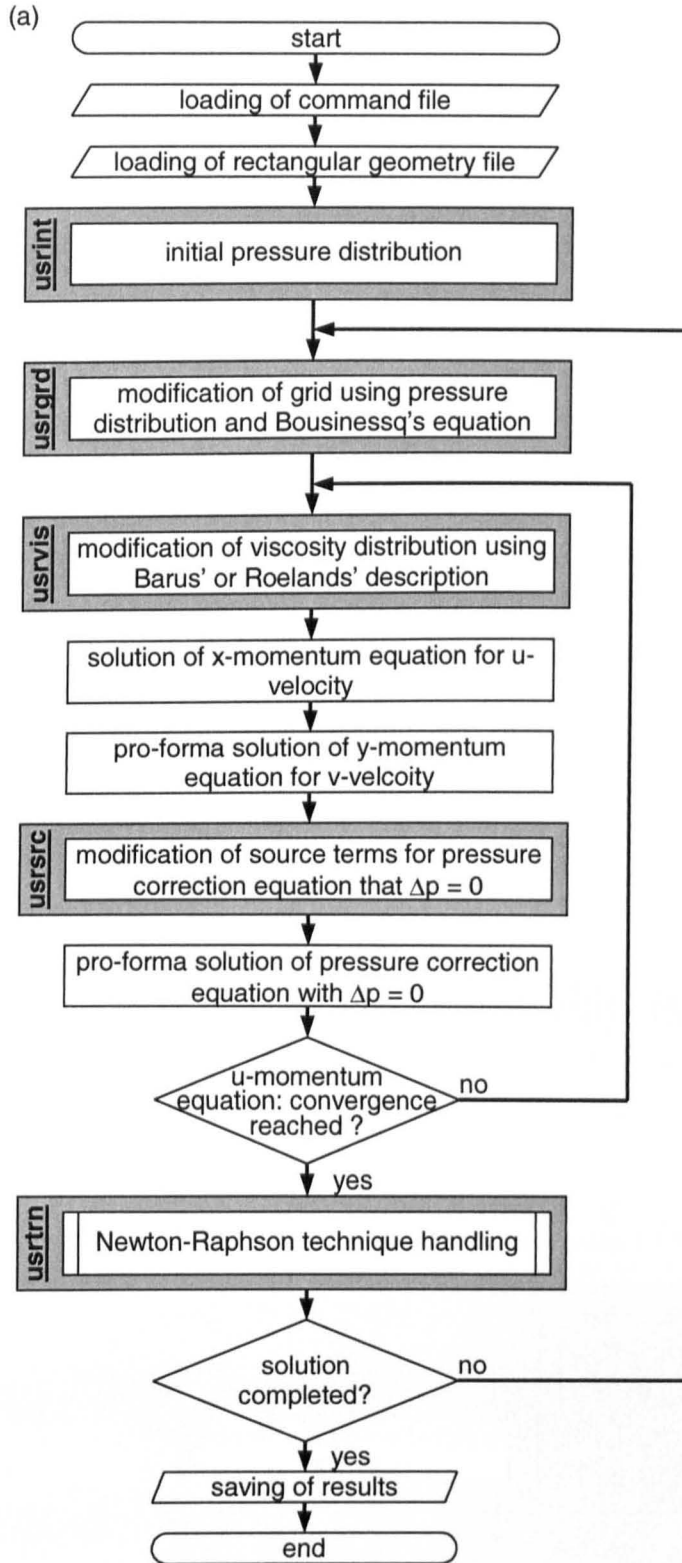 (a)
start
loading of command file
loading of rectangular geometry file
usrint
initial pressure distribution
usrgrd
modification of grid using pressure
distribution and Bousinessq's equation
usrvis
modification of viscosity distribution using
Barus' or Roelands' description
solution of x-momentum equation for u-
velocity
pro-forma solution of y-momentum
equation for v-velcoity
usrsrc
modification of source terms for pressure
correction equation that Δp = 0
pro-forma solution of pressure correction
equation with Δp = 0
u-momentum
equation: convergence
reached ?
no
yes
usrtrn
Newton-Raphson technique handling
solution
completed?
no
yes
saving of results
end